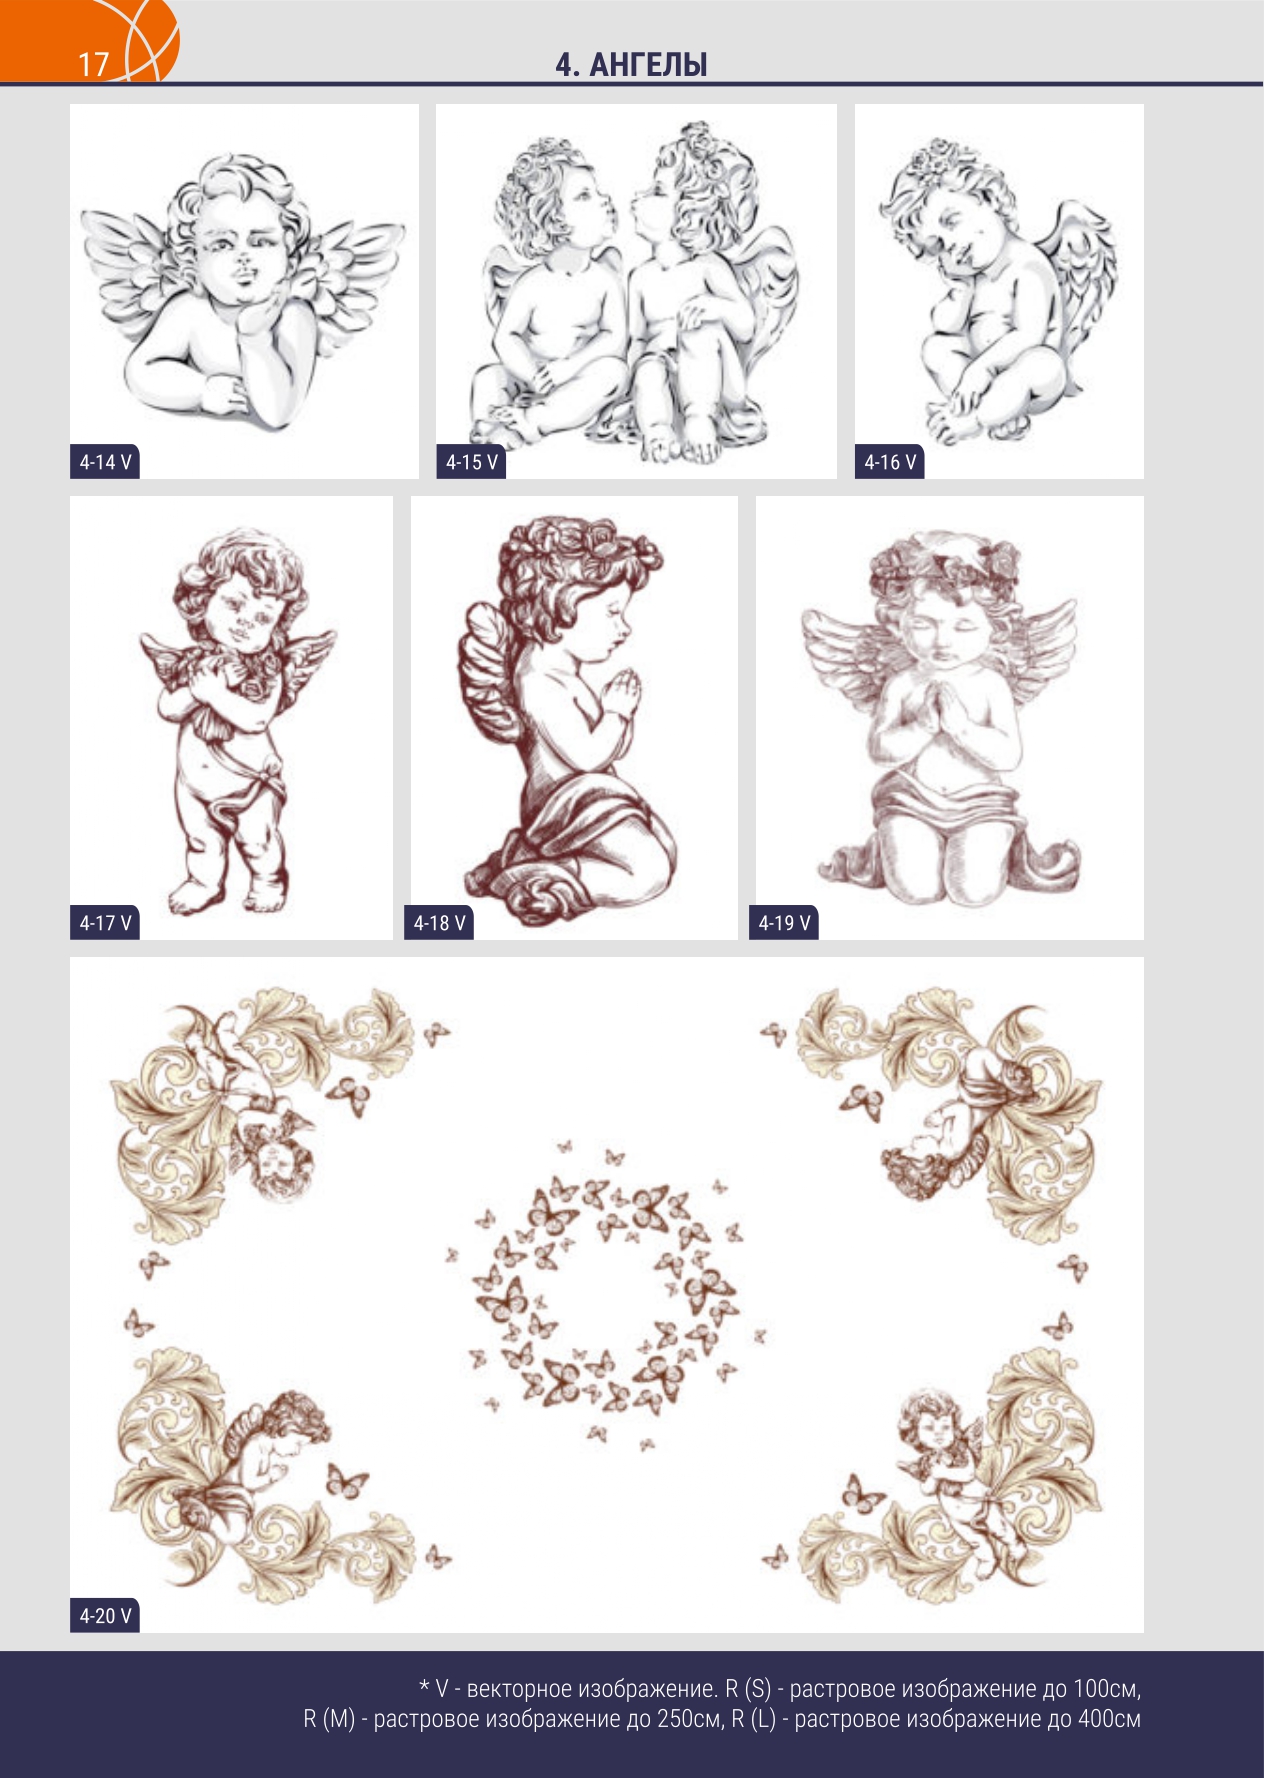 17
4. АНГЕЛЫ
4-14 V
4-15 V
4-16 V
4-17 V
4-18 V
4-19 V
4-20 V
* V - векторное изображение. R (S) - растровое изображение до 100см,
R (M) - растровое изображение до 250см, R (L) - растровое изображение до 400см